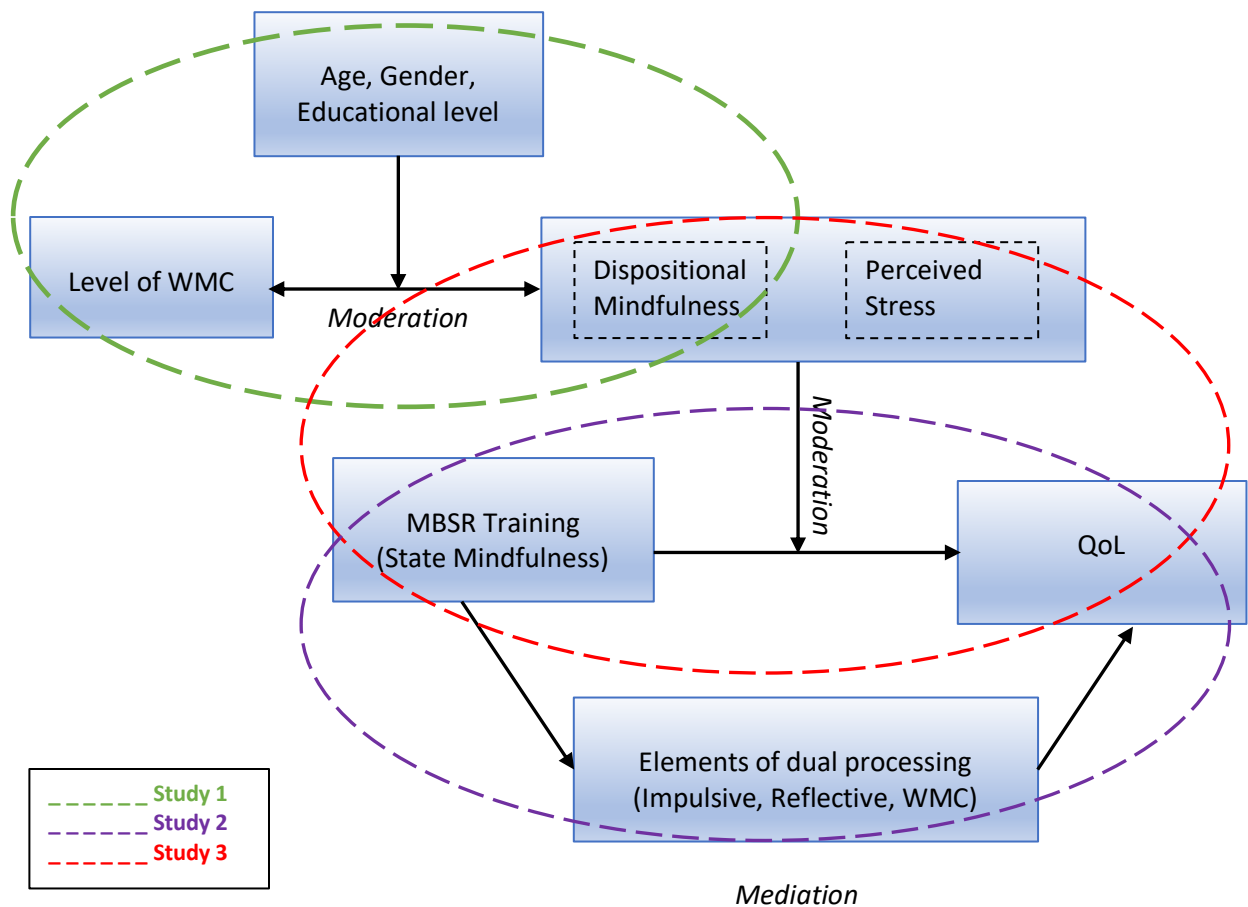 Age, Gender,
Educational level
Level of WMC
Moderation
Dispositional
Mindfulness
Perceived
Stress
Moderation
MBSR Training
(State Mindfulness)
QoL
Elements of dual processing
(Impulsive, Reflective, WMC)
Study 1
Study 2
Study 3
Mediation